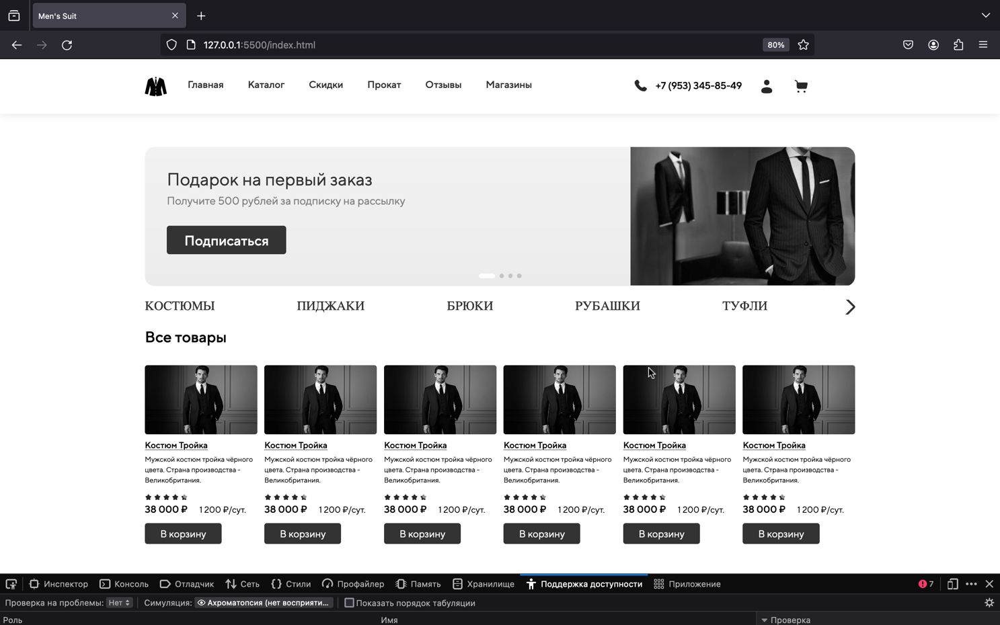 Men's Suit
127.0.0.1:5500/index.html
80%
Главная Каталог Скидки Прокат Отзывы Магазины
+7 (953) 345-85-49
Подарок на первый заказ
Получите 500 рублей за подписку на рассылку
Подписаться
КОСТЮМЫ ПИДЖАКИ БРЮКИ РУБАШКИ ТУФЛИ
Все товары
Костюм Тройка
Мужской костюм тройка чёрного
цвета. Страна производства -
Великобритания.
38 000 ₽ 1 200 ₽/сут.
В корзину
Костюм Тройка
Мужской костюм тройка чёрного
цвета. Страна производства -
Великобритания.
38 000 ₽ 1 200 ₽/сут.
В корзину
Костюм Тройка
Мужской костюм тройка чёрного
цвета. Страна производства -
Великобритания.
38 000 ₽ 1 200 ₽/сут.
В корзину
Костюм Тройка
Мужской костюм тройка чёрного
цвета. Страна производства -
Великобритания.
38 000 ₽ 1 200 ₽/сут.
В корзину
Костюм Тройка
Мужской костюм тройка чёрного
цвета. Страна производства -
Великобритания.
38 000 ₽ 1 200 ₽/сут.
В корзину
Костюм Тройка
Мужской костюм тройка чёрного
цвета. Страна производства -
Великобритания.
38 000 ₽ 1 200 ₽/сут.
В корзину
Инспектор Консоль Отладчик Сеть Стили Профайлер Память Хранилище Поддержка доступности Приложение 7
Проверка на проблемы: Нет Симуляция: Ахроматопсия (нет восприяти... Показать порядок табуляции
Роль Имя Проверка